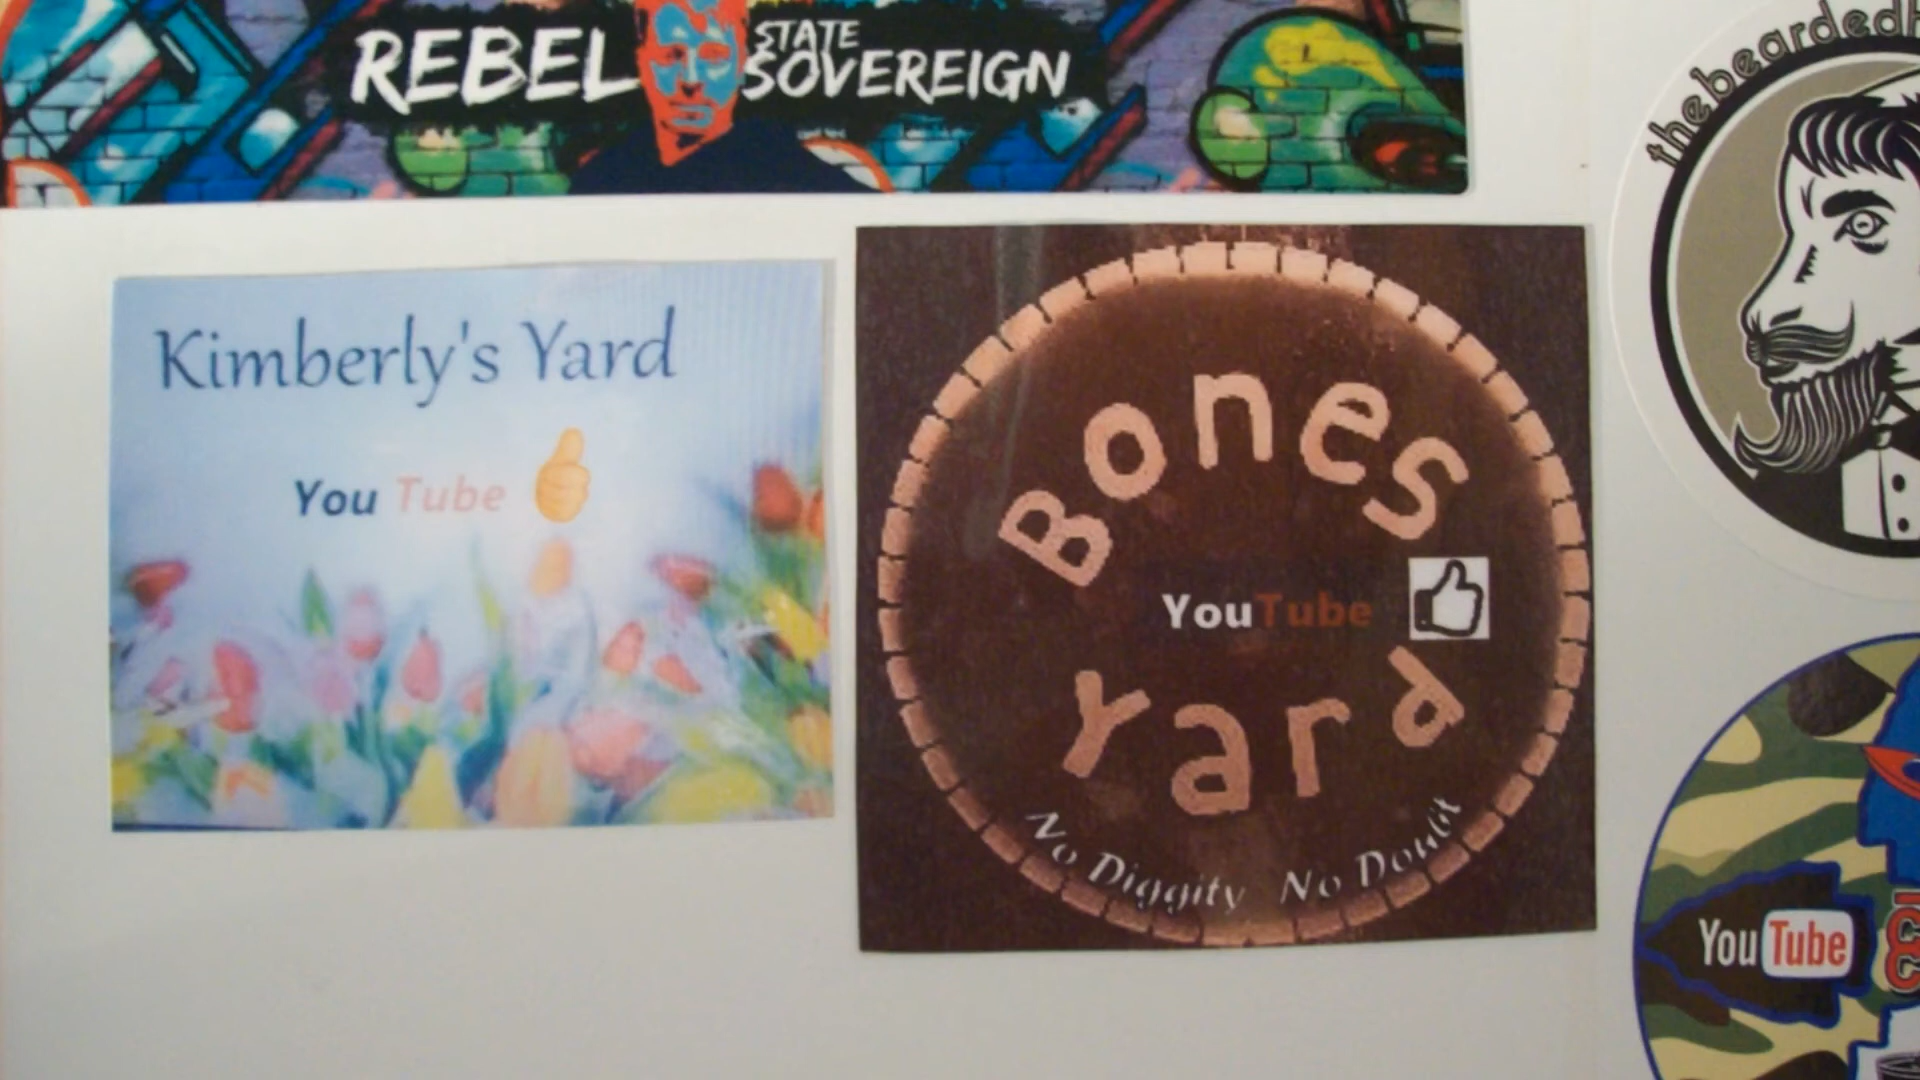 REBEL STATE SOVEREIGN
thebeardedh
Kimberly's Yard
You Tube
Bones
YouTube
Yard
No Diggity No Doubt
YouTube